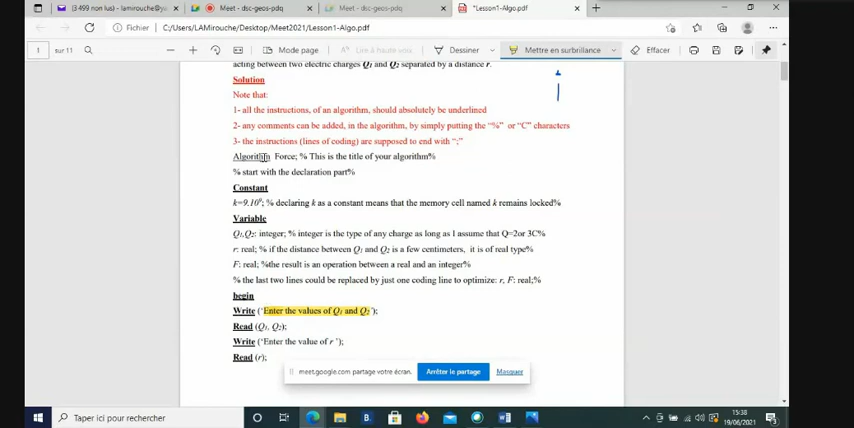 (3 499 non lus) - lamirouche@y
Meet - dsc-geos-pdq
Meet - dsc-geos-pdq
*Lesson1-Algo.pdf
Fichier
C:/Users/LAMirouche/Desktop/Meet2021/Lesson1-Algo.pdf
1 sur 11
Mode page
Lire à haute voix
Dessiner
Mettre en surbrillance
Effacer
acting between two electric charges Q1 and Q2 separated by a distance r.
Solution
Note that:
1- all the instructions, of an algorithm, should absolutely be underlined
2- any comments can be added, in the algorithm, by simply putting the "%" or "C" characters
3- the instructions (lines of coding) are supposed to end with ";"
Algorithm Force; % This is the title of your algorithm%
% start with the declaration part%
Constant
k=9.10⁹; % declaring k as a constant means that the memory cell named k remains locked%
Variable
Q1,Q2: integer; % integer is the type of any charge as long as I assume that Q=2or 3C%
r: real; % if the distance between Q1 and Q2 is a few centimeters, it is of real type%
F: real; %the result is an operation between a real and an integer%
% the last two lines could be replaced by just one coding line to optimize: r, F: real;%
begin
Write ('Enter the values of Q1 and Q2');
Read (Q1, Q2);
Write ('Enter the value of r ');
Read (r);
meet.google.com partage votre écran.
Arrêter le partage
Masquer
Taper ici pour rechercher
15:38
19/06/2021
3